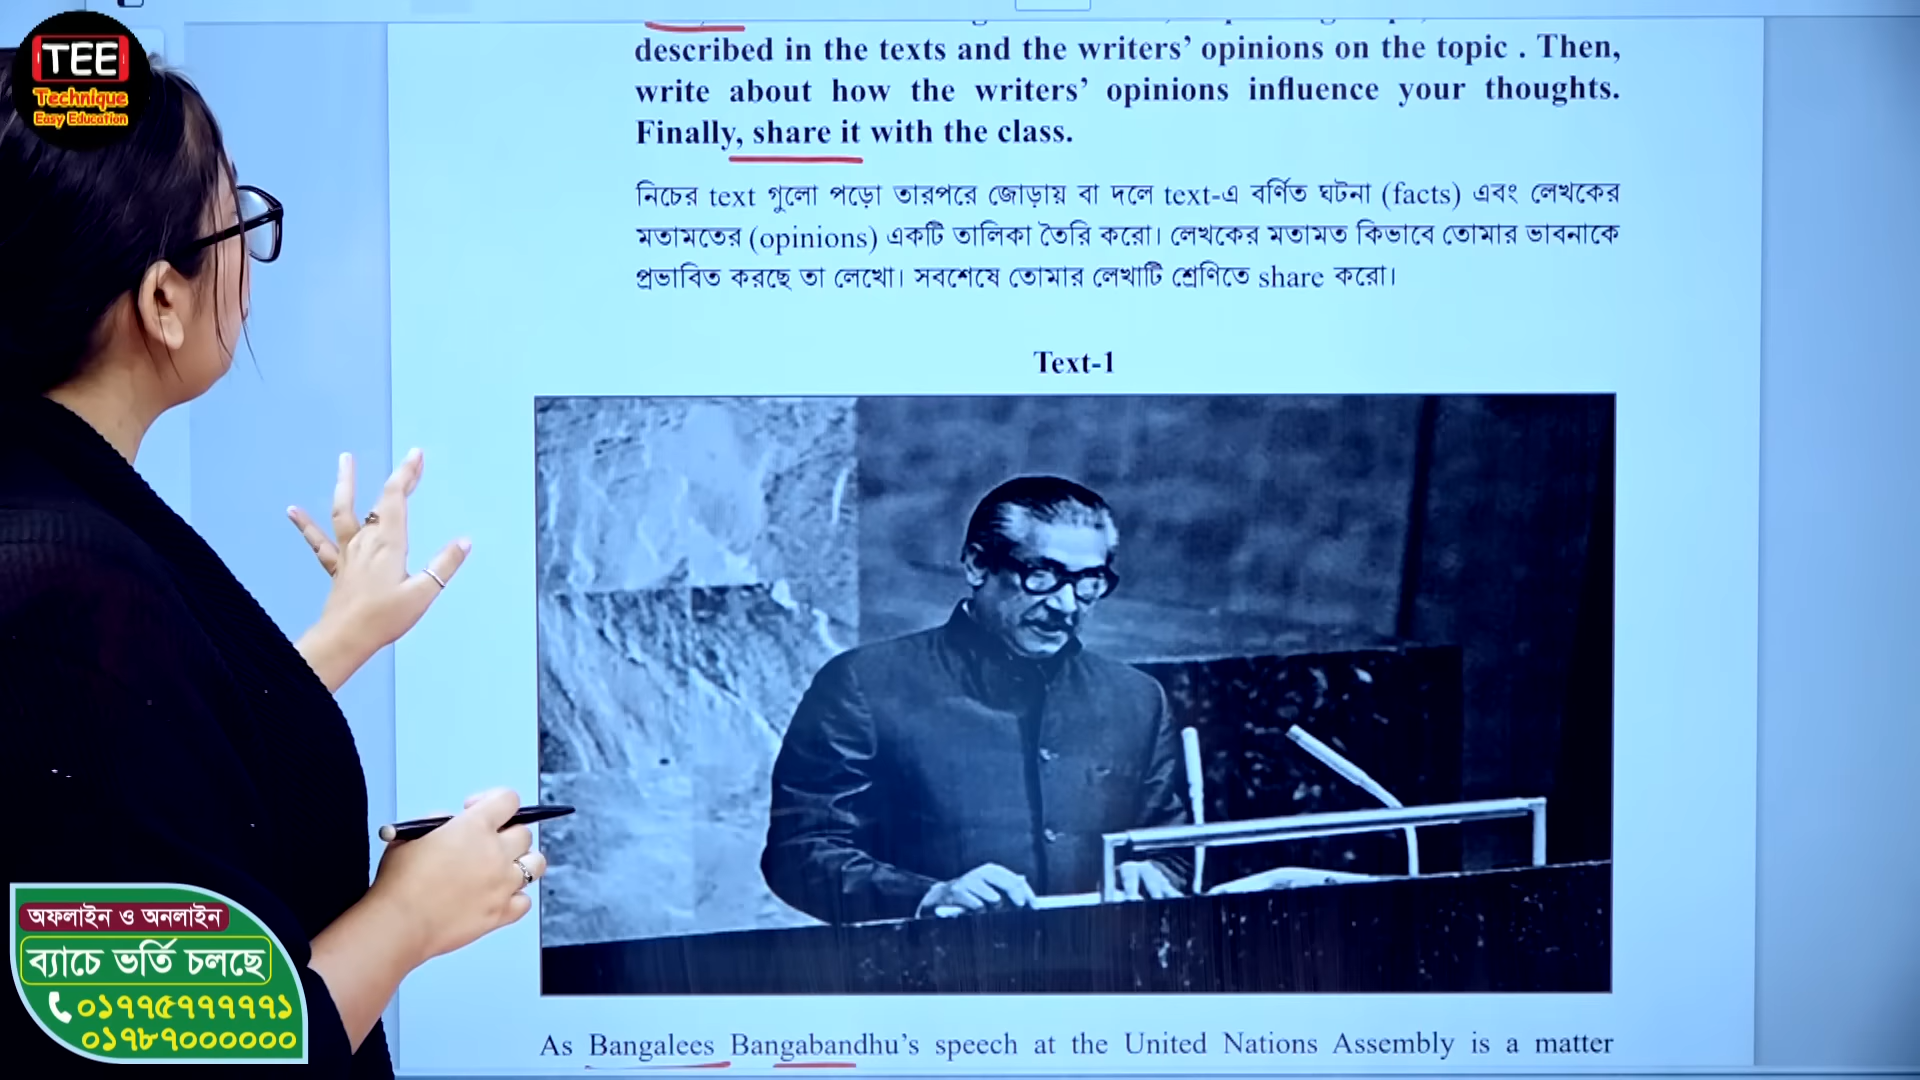 TEE
Technique
Easy Education
described in the texts and the writers’ opinions on the topic . Then,
write about how the writers’ opinions influence your thoughts.
Finally, share it with the class.
নিচের text গুলো পড়ো তারপরে জোড়ায় বা দলে text-এ বর্ণিত ঘটনা (facts) এবং লেখকের
মতামতের (opinions) একটি তালিকা তৈরি করো। লেখকের মতামত কিভাবে তোমার ভাবনাকে
প্রভাবিত করছে তা লেখো। সবশেষে তোমার লেখাটি শ্রেণিতে share করো।
Text-1
As Bangalees Bangabandhu’s speech at the United Nations Assembly is a matter
অফলাইন ও অনলাইন
ব্যাচে ভর্তি চলছে
০১৭৭৫৭৭৭৭৭১
০১৭৮৭০০০০০০